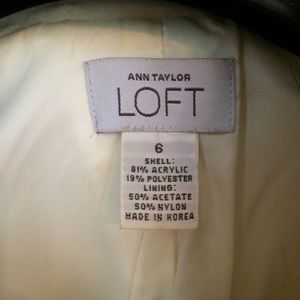 ANN TAYLOR
LOFT
6
SHELL:
81% ACRYLIC
19% POLYESTER
LINING:
50% ACETATE
50% NYLON
MADE IN KOREA